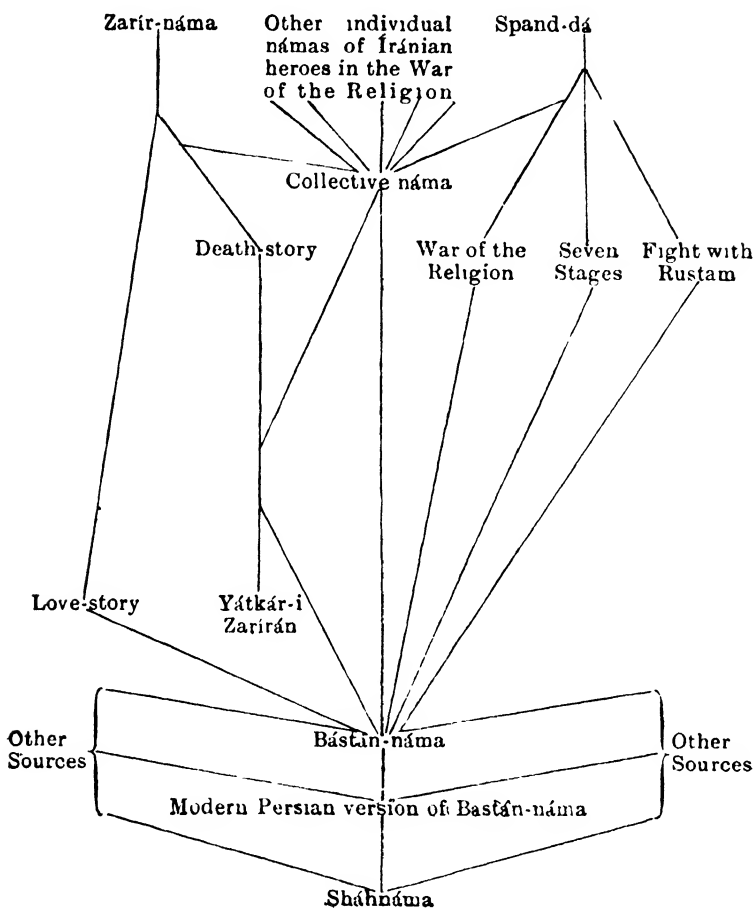 Zarír-náma
Other individual
námas of Íránian
heroes in the War
of the Religion
Spand-dá
Collective náma
Death-story
War of the
Religion
Seven
Stages
Fight with
Rustam
Love-story
Yátkár-i
Zarírán
Other
Sources
Bástán-náma
Other
Sources
Modern Persian version of Bastán-náma
Sháhnáma